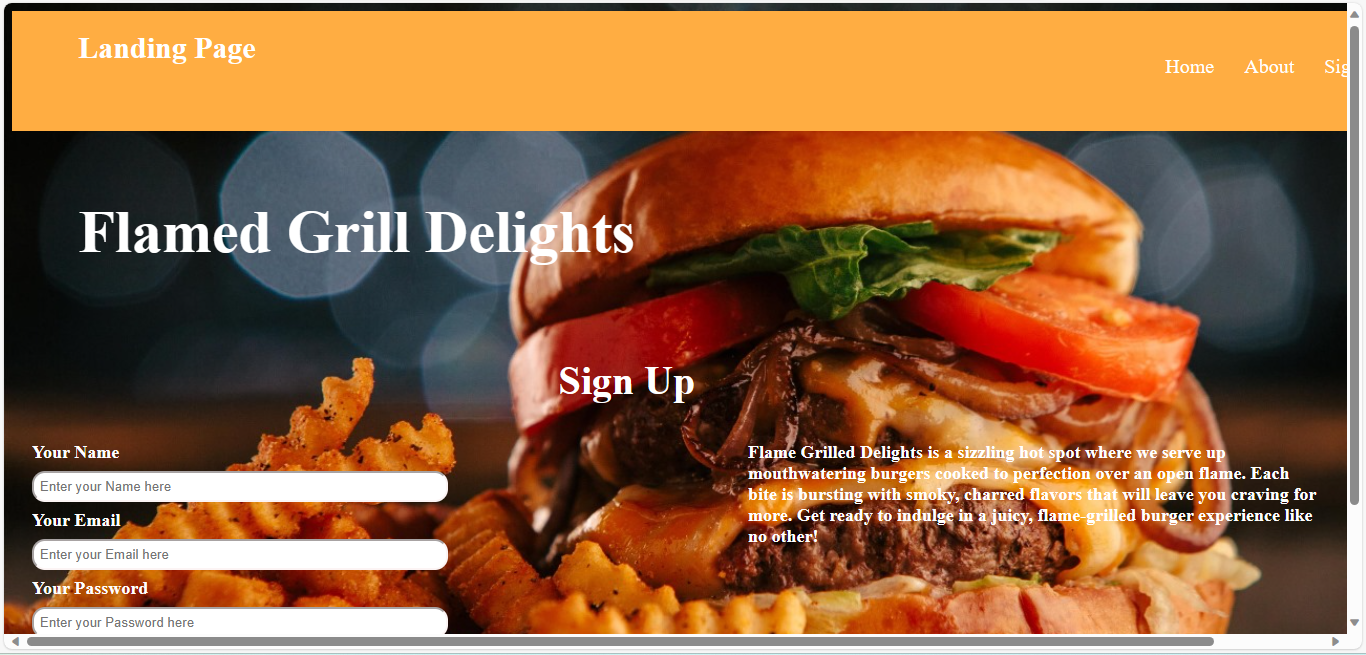 Landing Page
Home About
Flamed Grill Delights
Sign Up
Your Name
Enter your Name here
Your Email
Enter your Email here
Your Password
Enter your Password here
Flame Grilled Delights is a sizzling hot spot where we serve up
mouthwatering burgers cooked to perfection over an open flame. Each
bite is bursting with smoky, charred flavors that will leave you craving for
more. Get ready to indulge in a juicy, flame-grilled burger experience like
no other!